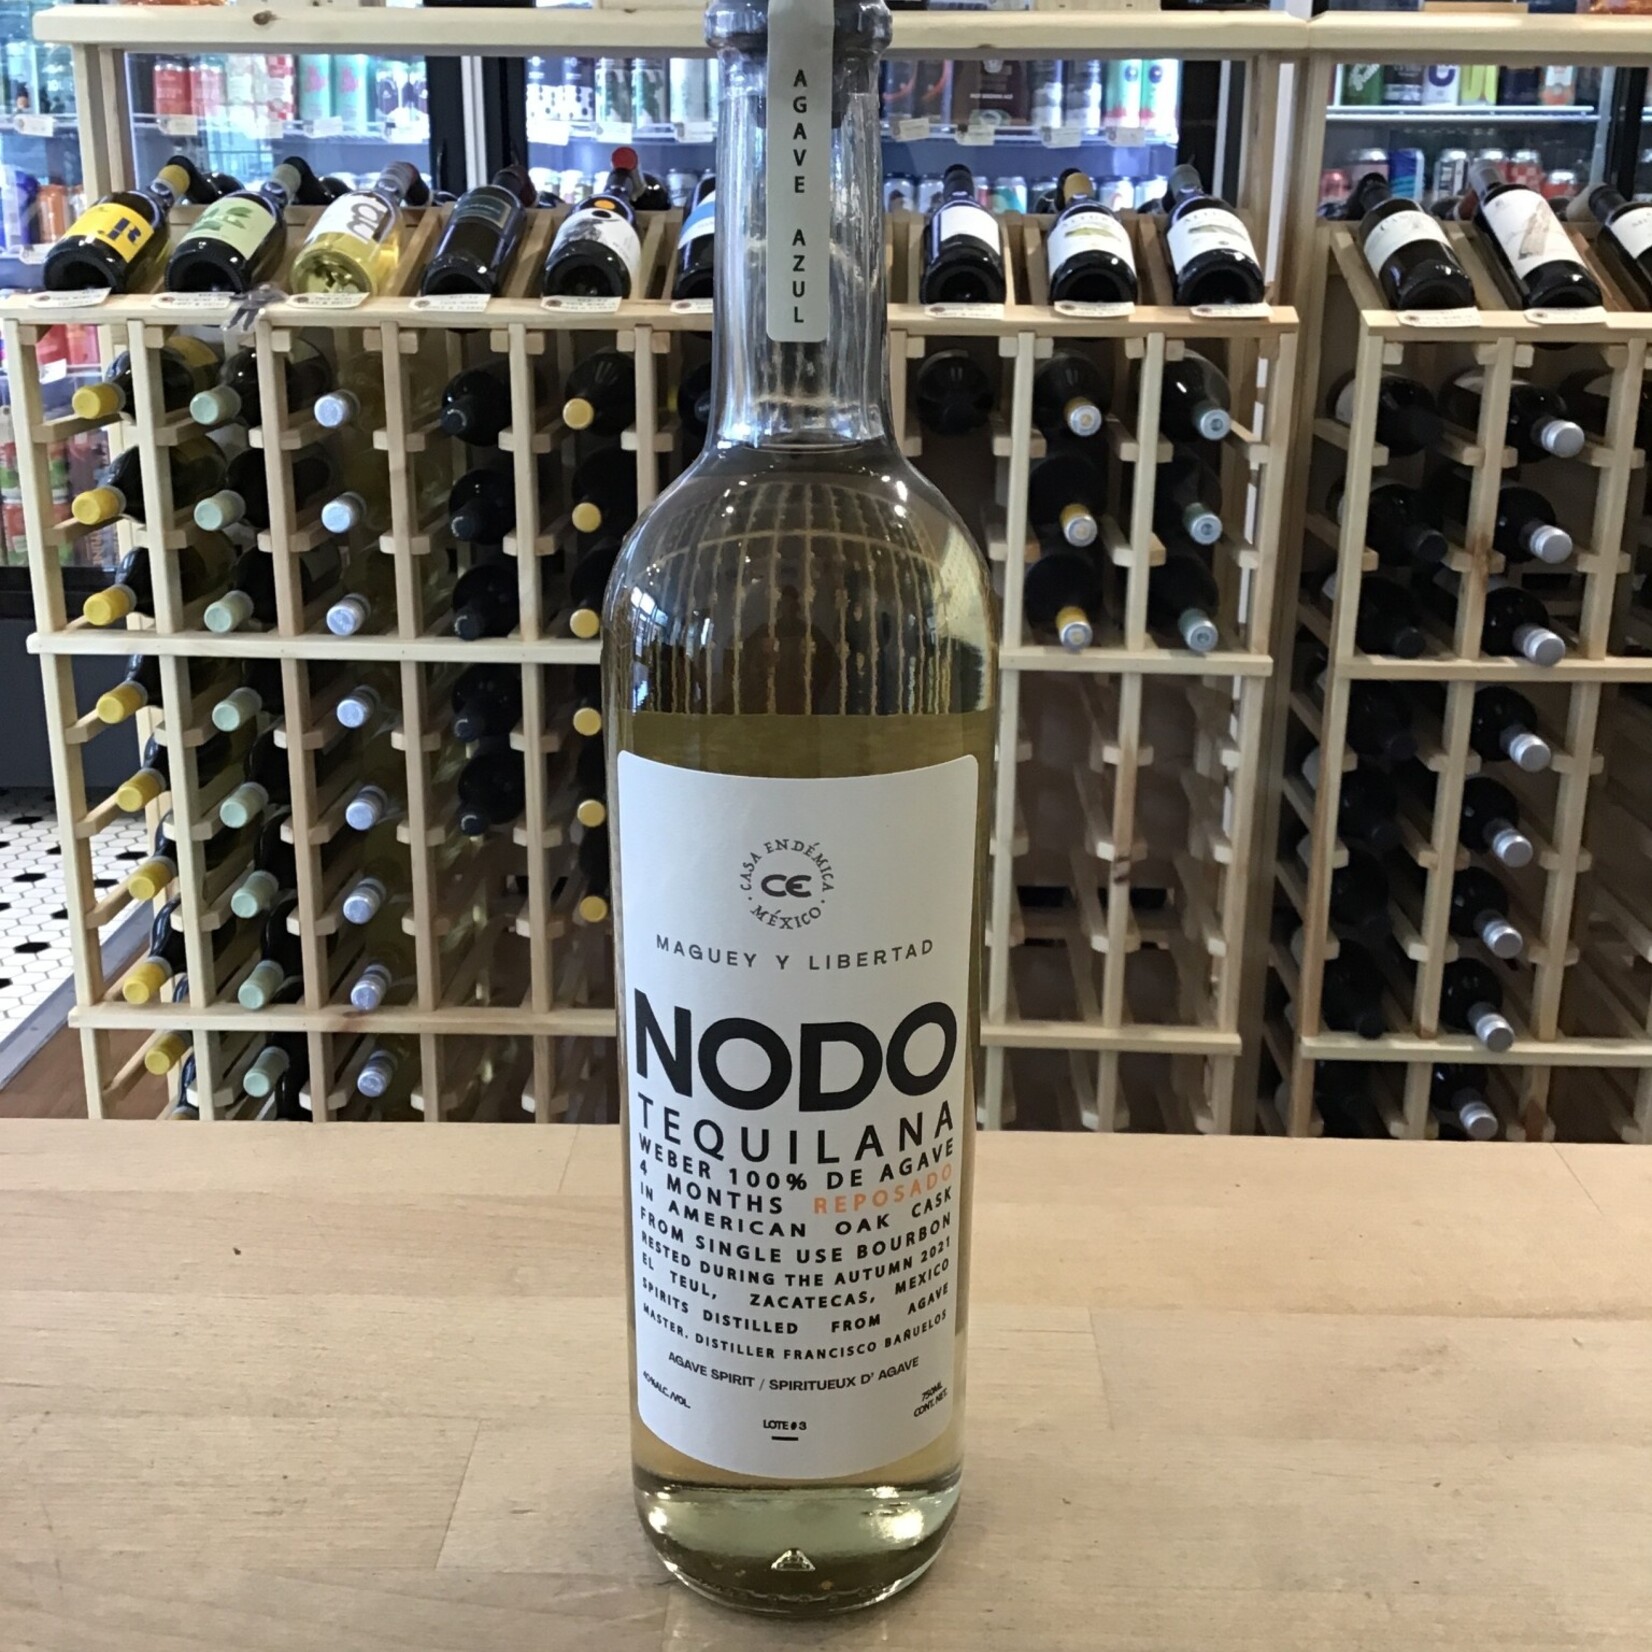 AGAVE AZUL
CASA ENDÉMICA
CE
· MÉXICO ·
MAGUEY Y LIBERTAD
NODO
TEQUILANA
WEBER 100% DE AGAVE
4 MONTHS REPOSADO
IN AMERICAN OAK CASK
FROM SINGLE USE BOURBON
RESTED DURING THE AUTUMN 2021
EL TEUL, ZACATECAS, MEXICO
SPIRITS DISTILLED FROM AGAVE
MASTER. DISTILLER FRANCISCO BAÑUELOS
AGAVE SPIRIT / SPIRITUEUX D' AGAVE
40%ALC./VOL.
750ML
CONT. NET.
LOTE # 3